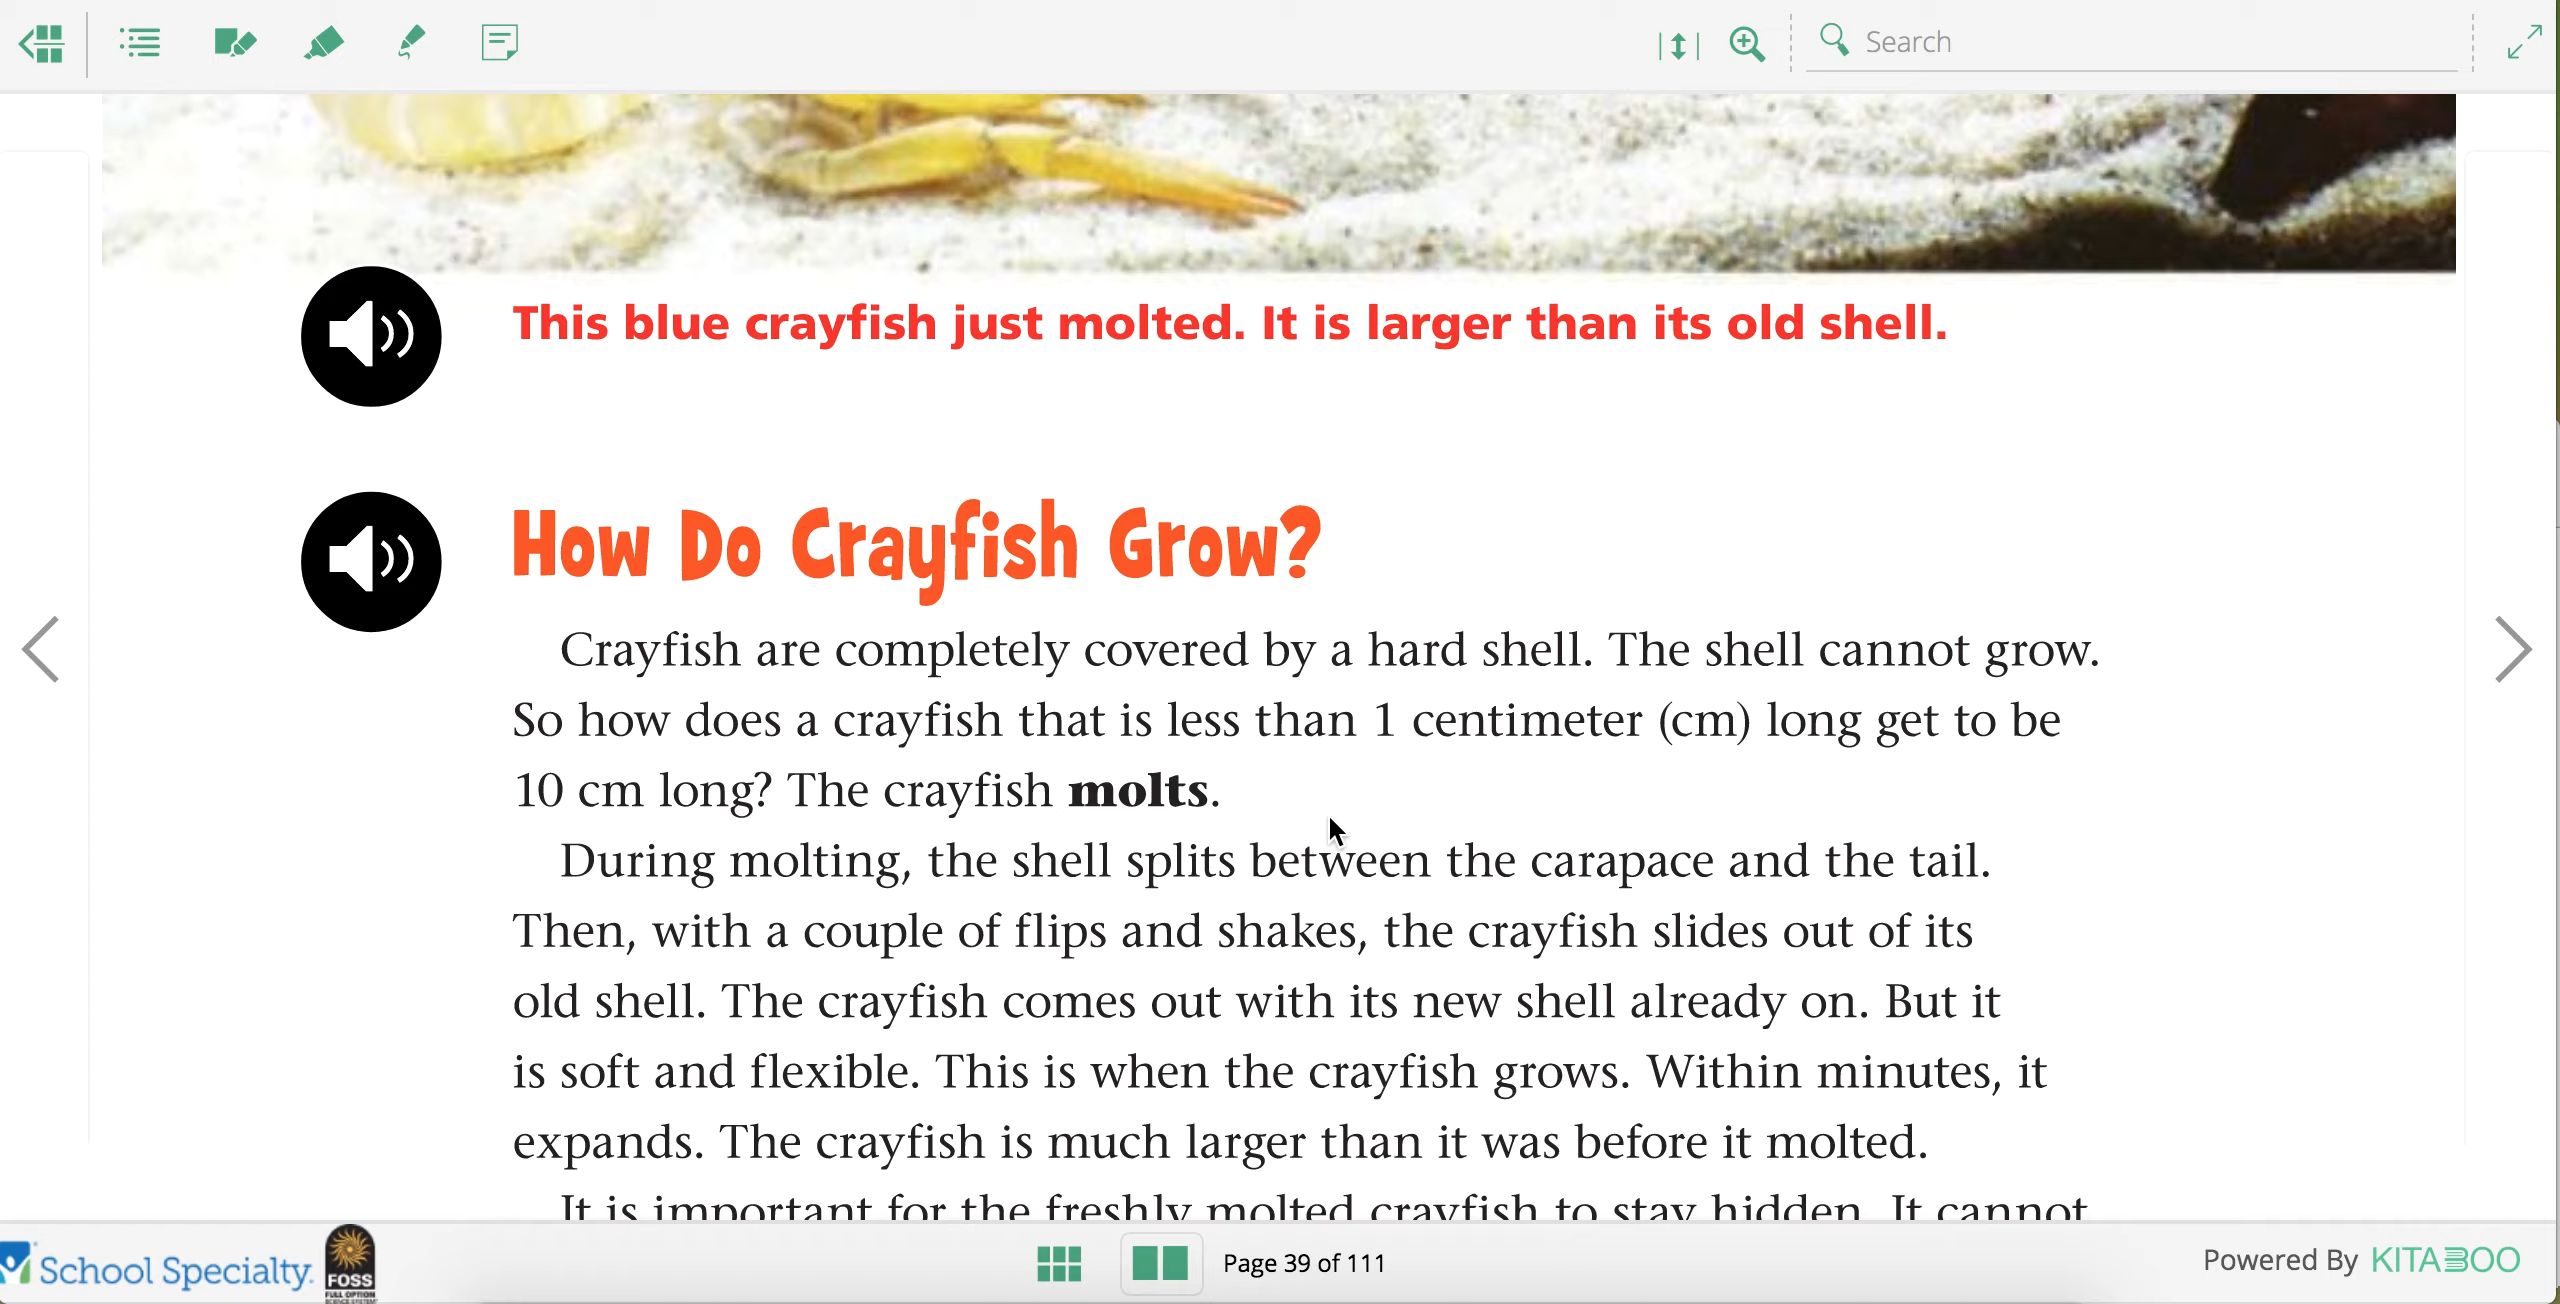 Search
This blue crayfish just molted. It is larger than its old shell.
How Do Crayfish Grow?
Crayfish are completely covered by a hard shell. The shell cannot grow.
So how does a crayfish that is less than 1 centimeter (cm) long get to be
10 cm long? The crayfish molts.
During molting, the shell splits between the carapace and the tail.
Then, with a couple of flips and shakes, the crayfish slides out of its
old shell. The crayfish comes out with its new shell already on. But it
is soft and flexible. This is when the crayfish grows. Within minutes, it
expands. The crayfish is much larger than it was before it molted.
It is important for the freshly molted crayfish to stay hidden. It cannot
School Specialty.
FOSS
FULL OPTION
SCIENCE SYSTEM
Page 39 of 111
Powered By KITABOO